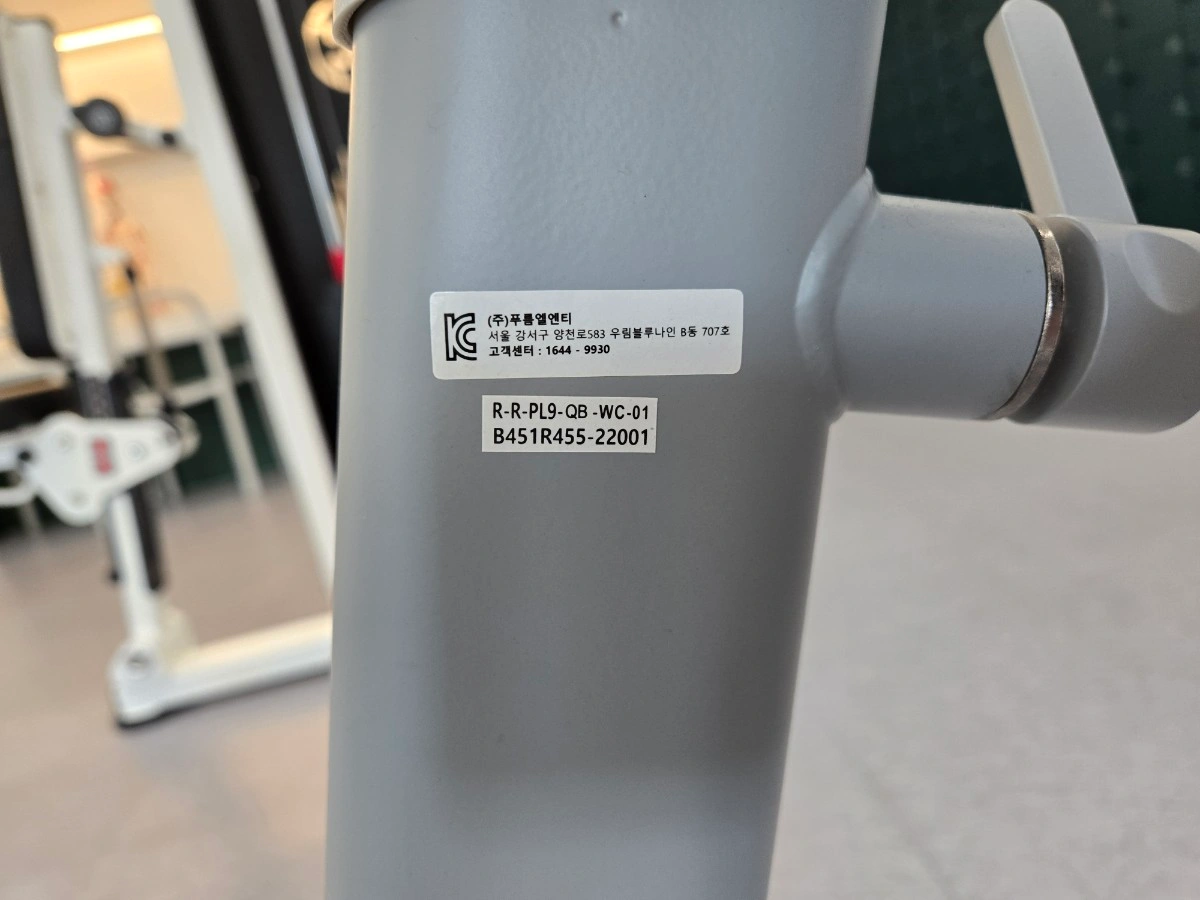 (주)푸름엘엔티
서울 강서구 양천로583 우림블루나인 B동 707호
고객센터 : 1644 - 9930
R-R-PL9-QB -WC-01
B451R455-22001